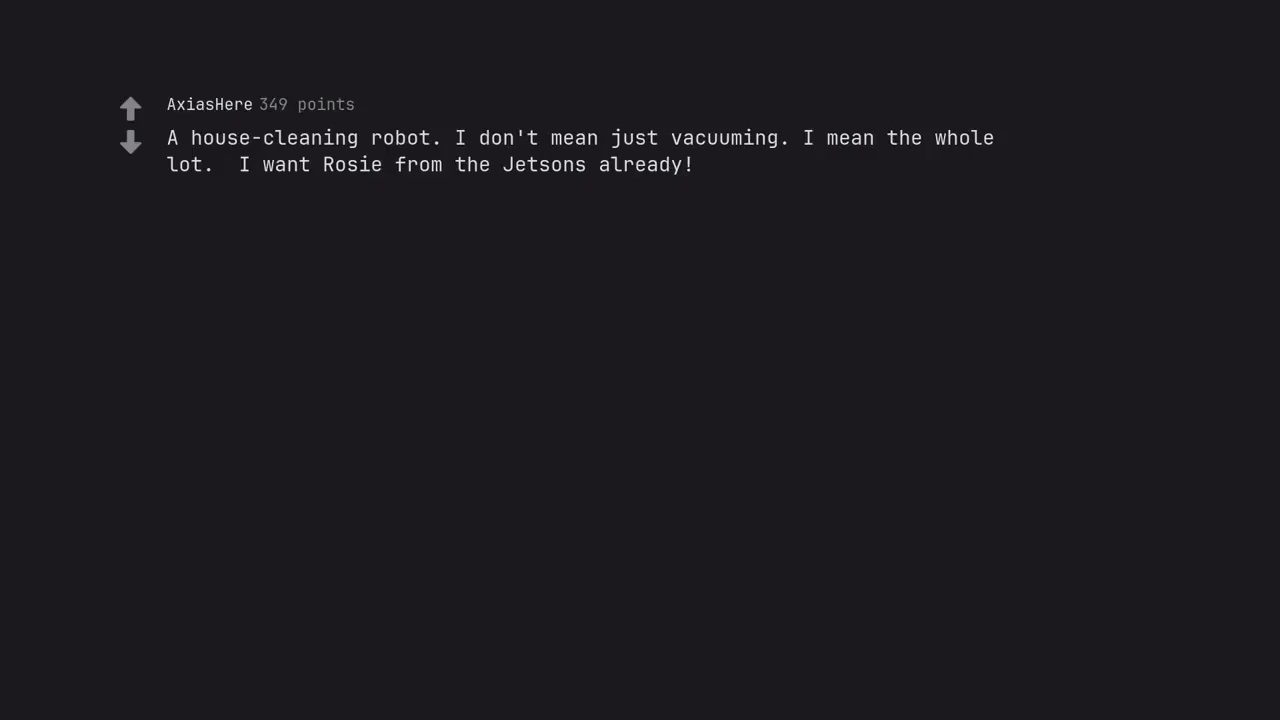 AxiasHere 349 points
A house-cleaning robot. I don't mean just vacuuming. I mean the whole
lot.  I want Rosie from the Jetsons already!